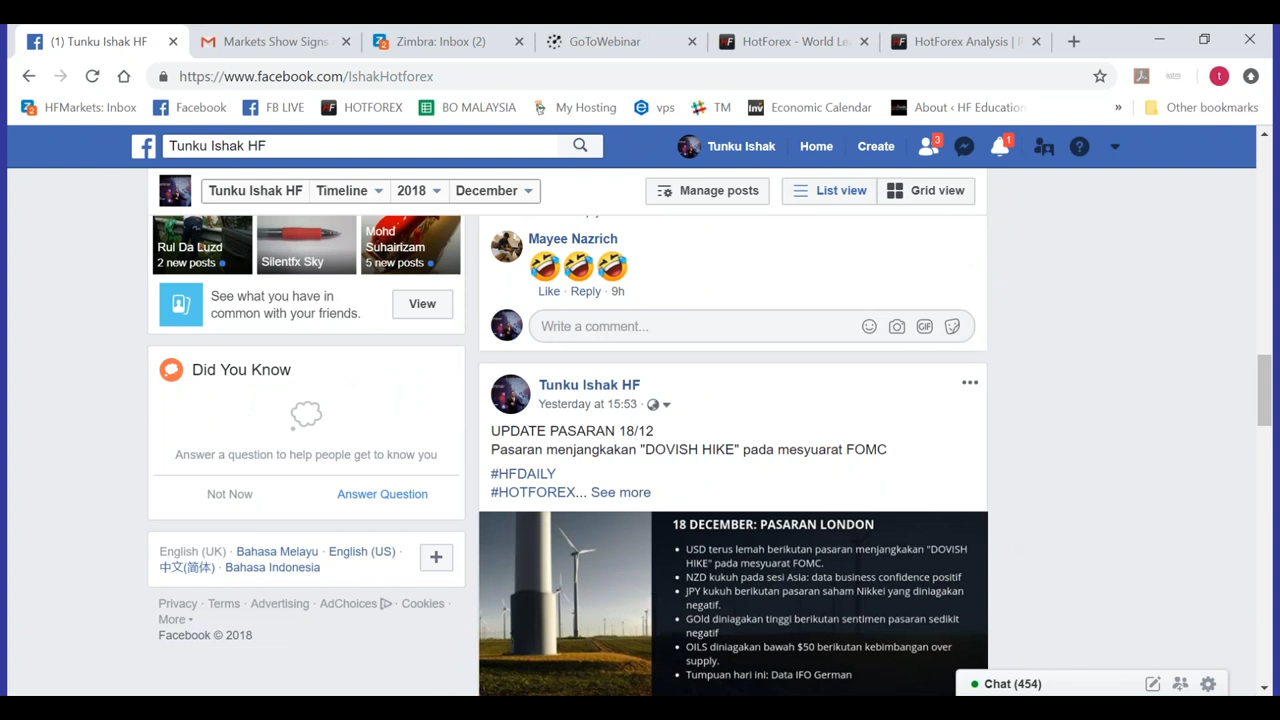 (1) Tunku Ishak HF
Markets Show Signs
Zimbra: Inbox (2)
GoToWebinar
HotForex - World Le
HotForex Analysis | R
https://www.facebook.com/IshakHotforex
HFMarkets: Inbox
Facebook
FB LIVE
HOTFOREX
BO MALAYSIA
My Hosting
vps
TM
Economic Calendar
About ‹ HF Education
»
Other bookmarks
Tunku Ishak HF
Tunku Ishak
Home
Create
3
1
Tunku Ishak HF
Timeline
2018
December
Manage posts
List view
Grid view
Rul Da Luzd
2 new posts
Silentfx Sky
Mohd
Suhairizam
5 new posts
See what you have in
common with your friends.
View
Did You Know
Answer a question to help people get to know you
Not Now
Answer Question
English (UK) · Bahasa Melayu · English (US) ·
中文(简体) · Bahasa Indonesia
Privacy · Terms · Advertising · AdChoices · Cookies ·
More
Facebook © 2018
Mayee Nazrich
🤣🤣🤣
Like · Reply · 9h
Write a comment...
GIF
Tunku Ishak HF
Yesterday at 15:53 ·
UPDATE PASARAN 18/12
Pasaran menjangkakan "DOVISH HIKE" pada mesyuarat FOMC
#HFDAILY
#HOTFOREX... See more
18 DECEMBER: PASARAN LONDON
• USD terus lemah berikutan pasaran menjangkakan "DOVISH
HIKE" pada mesyuarat FOMC.
• NZD kukuh pada sesi Asia: data business confidence positif
• JPY kukuh berikutan pasaran saham Nikkei yang diniagakan
negatif.
• GOld diniagakan tinggi berikutan sentimen pasaran sedikit
negatif
• OILS diniagakan bawah $50 berikutan kebimbangan over
supply.
• Tumpuan hari ini: Data IFO German
Chat (454)